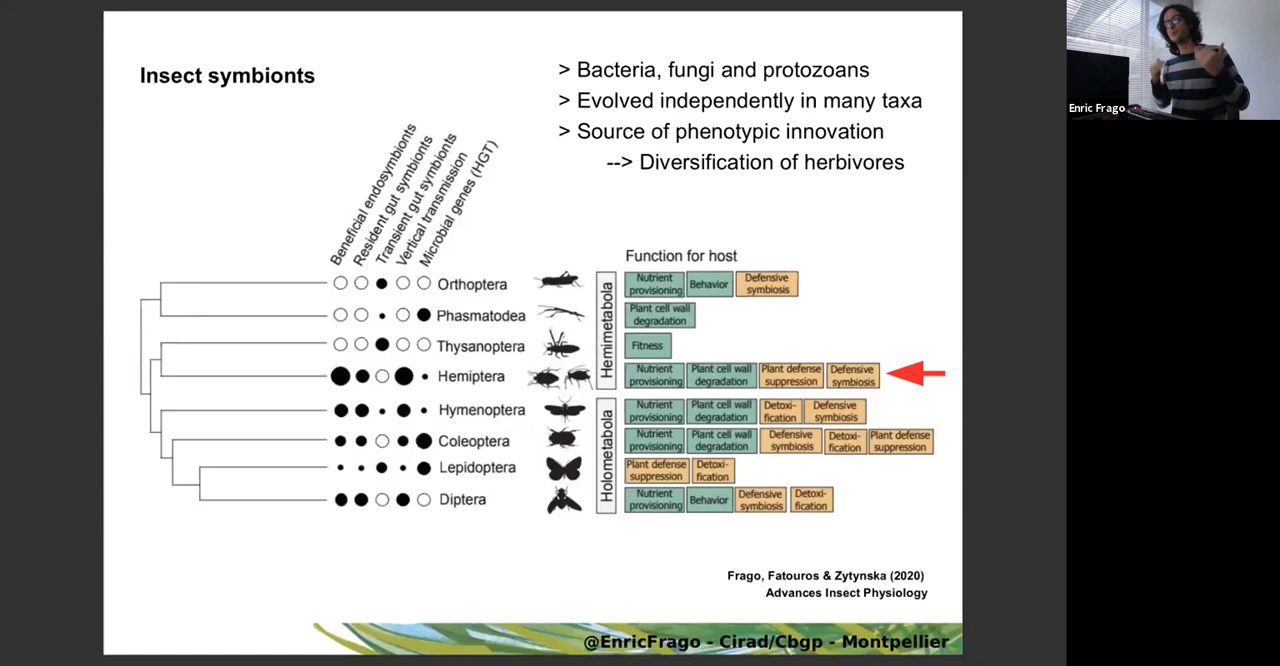 Insect symbionts
> Bacteria, fungi and protozoans
> Evolved independently in many taxa
> Source of phenotypic innovation
--> Diversification of herbivores
Enric Frago
Beneficial endosymbionts
Resident gut symbionts
Transient gut symbionts
Vertical transmission
Microbial genes (HGT)
Function for host
Hemimetabola
Orthoptera
Nutrient
provisioning
Behavior
Defensive
symbiosis
Phasmatodea
Plant cell wall
degradation
Thysanoptera
Fitness
Hemiptera
Nutrient
provisioning
Plant cell wall
degradation
Plant defense
suppression
Defensive
symbiosis
Holometabola
Hymenoptera
Nutrient
provisioning
Plant cell wall
degradation
Detoxi-
fication
Defensive
symbiosis
Coleoptera
Nutrient
provisioning
Plant cell wall
degradation
Defensive
symbiosis
Detoxi-
fication
Plant defense
suppression
Lepidoptera
Plant defense
suppression
Detoxi-
fication
Diptera
Nutrient
provisioning
Behavior
Defensive
symbiosis
Detoxi-
fication
Frago, Fatouros & Zytynska (2020)
Advances Insect Physiology
@EnricFrago - Cirad/Cbgp - Montpellier